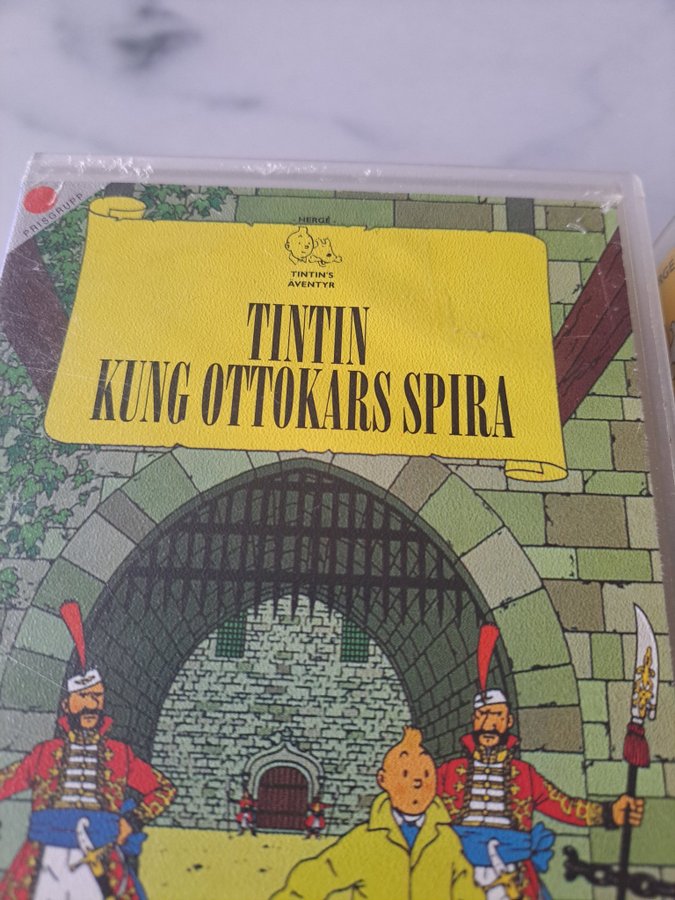 PRISGRUPP
HERGÉ
TINTIN'S
ÄVENTYR
TINTIN
KUNG OTTOKARS SPIRA